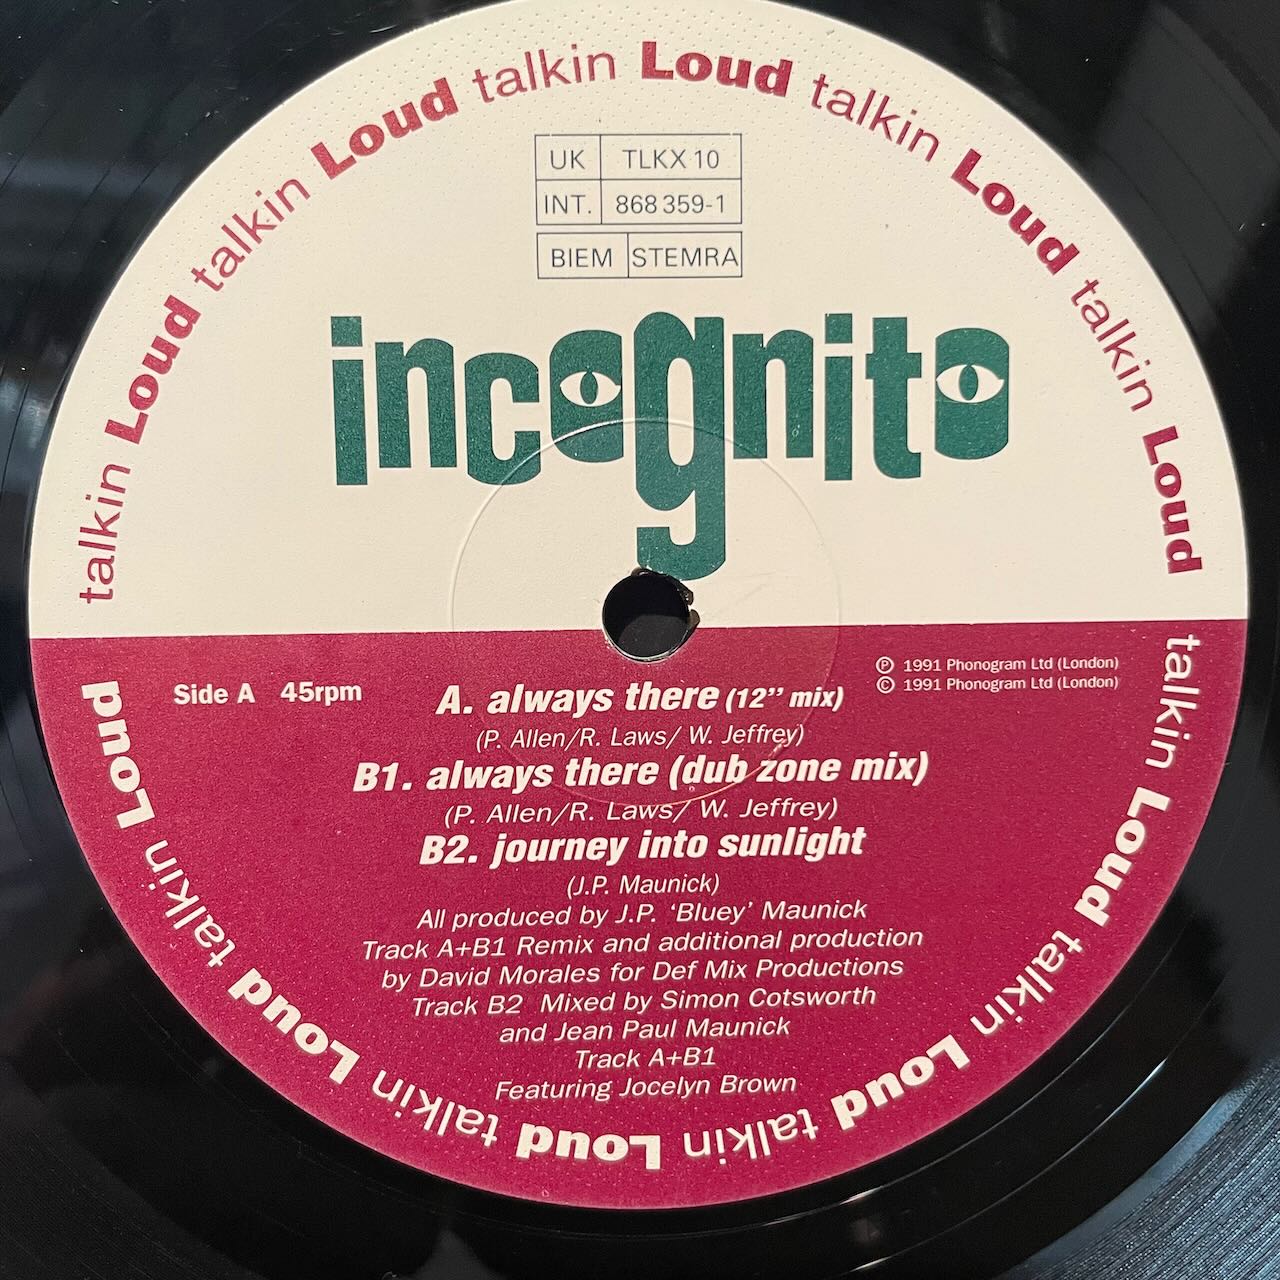 talkin Loud talkin Loud talkin Loud talkin Loud talkin Loud
UK TLKX 10
INT. 868 359-1
BIEM STEMRA
incognito
℗ 1991 Phonogram Ltd (London)
© 1991 Phonogram Ltd (London)
Side A 45rpm
A. always there (12" mix)
(P. Allen/R. Laws/ W. Jeffrey)
B1. always there (dub zone mix)
(P. Allen/R. Laws/ W. Jeffrey)
B2. journey into sunlight
(J.P. Maunick)
All produced by J.P. 'Bluey' Maunick
Track A+B1 Remix and additional production
by David Morales for Def Mix Productions
Track B2 Mixed by Simon Cotsworth
and Jean Paul Maunick
Track A+B1
Featuring Jocelyn Brown
talkin Loud talkin Loud talkin Loud talkin Loud talkin Loud